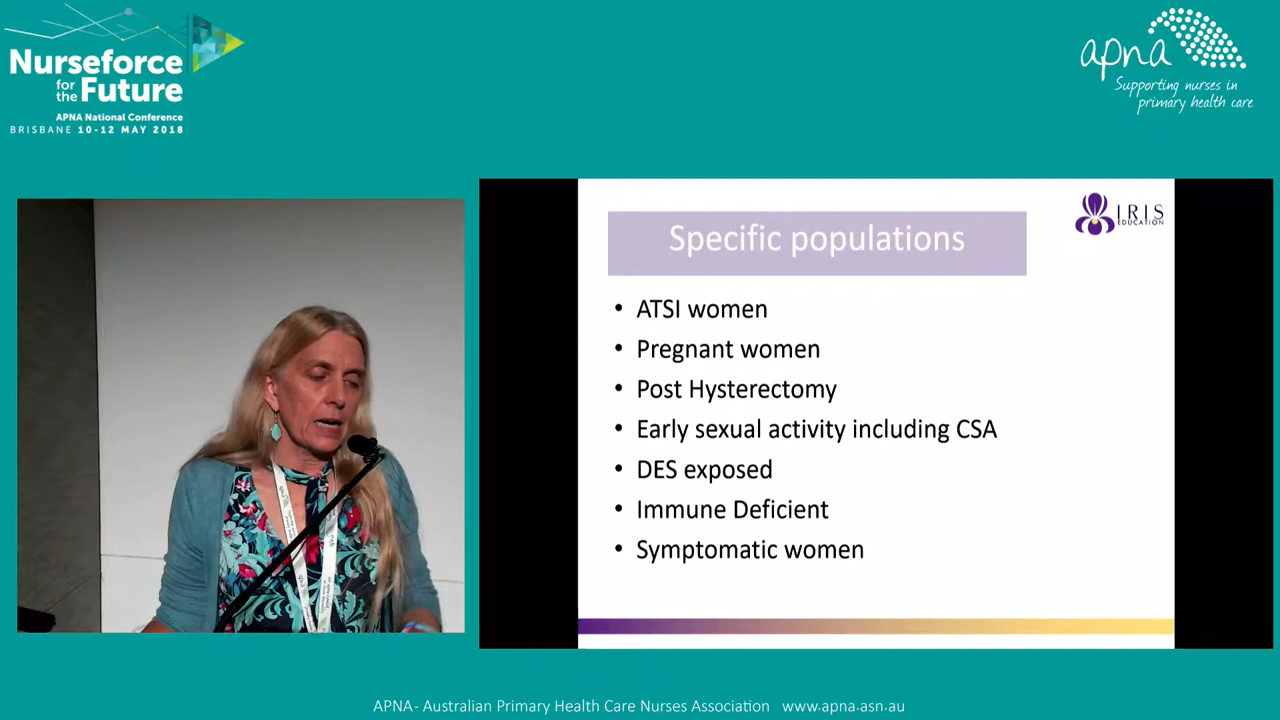 Nurseforce
for the Future
APNA National Conference
BRISBANE 10-12 MAY 2018
apna
Supporting nurses in
primary health care
IRIS
EDUCATION
Specific populations
• ATSI women
• Pregnant women
• Post Hysterectomy
• Early sexual activity including CSA
• DES exposed
• Immune Deficient
• Symptomatic women
APNA- Australian Primary Health Care Nurses Association www.apna.asn.au